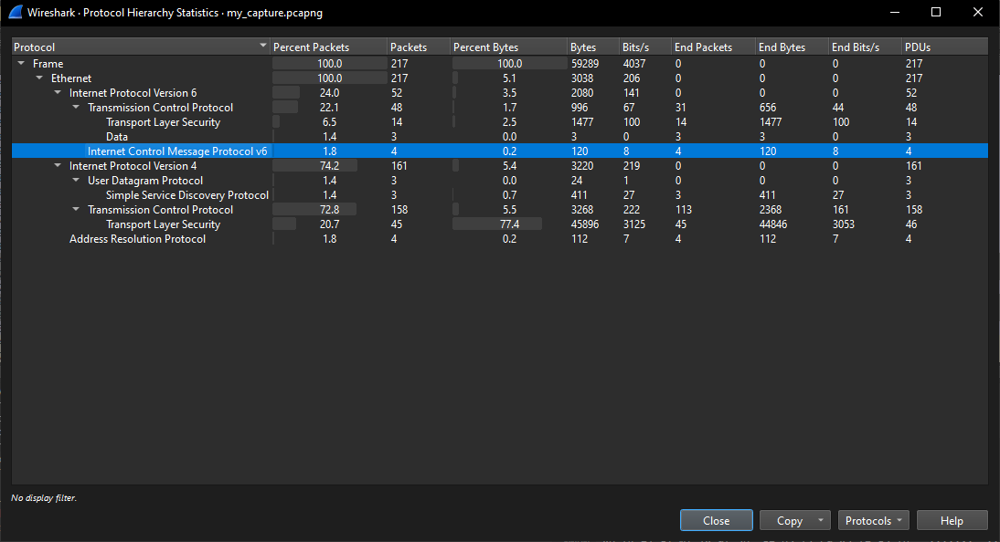 Wireshark · Protocol Hierarchy Statistics · my_capture.pcapng
Protocol Percent Packets Packets Percent Bytes Bytes Bits/s End Packets End Bytes End Bits/s PDUs
Frame 100.0 217 100.0 59289 4037 0 0 0 217
Ethernet 100.0 217 5.1 3038 206 0 0 0 217
Internet Protocol Version 6 24.0 52 3.5 2080 141 0 0 0 52
Transmission Control Protocol 22.1 48 1.7 996 67 31 656 44 48
Transport Layer Security 6.5 14 2.5 1477 100 14 1477 100 14
Data 1.4 3 0.0 3 0 3 3 0 3
Internet Control Message Protocol v6 1.8 4 0.2 120 8 4 120 8 4
Internet Protocol Version 4 74.2 161 5.4 3220 219 0 0 0 161
User Datagram Protocol 1.4 3 0.0 24 1 0 0 0 3
Simple Service Discovery Protocol 1.4 3 0.7 411 27 3 411 27 3
Transmission Control Protocol 72.8 158 5.5 3268 222 113 2368 161 158
Transport Layer Security 20.7 45 77.4 45896 3125 45 44846 3053 46
Address Resolution Protocol 1.8 4 0.2 112 7 4 112 7 4
No display filter.
Close Copy Protocols Help